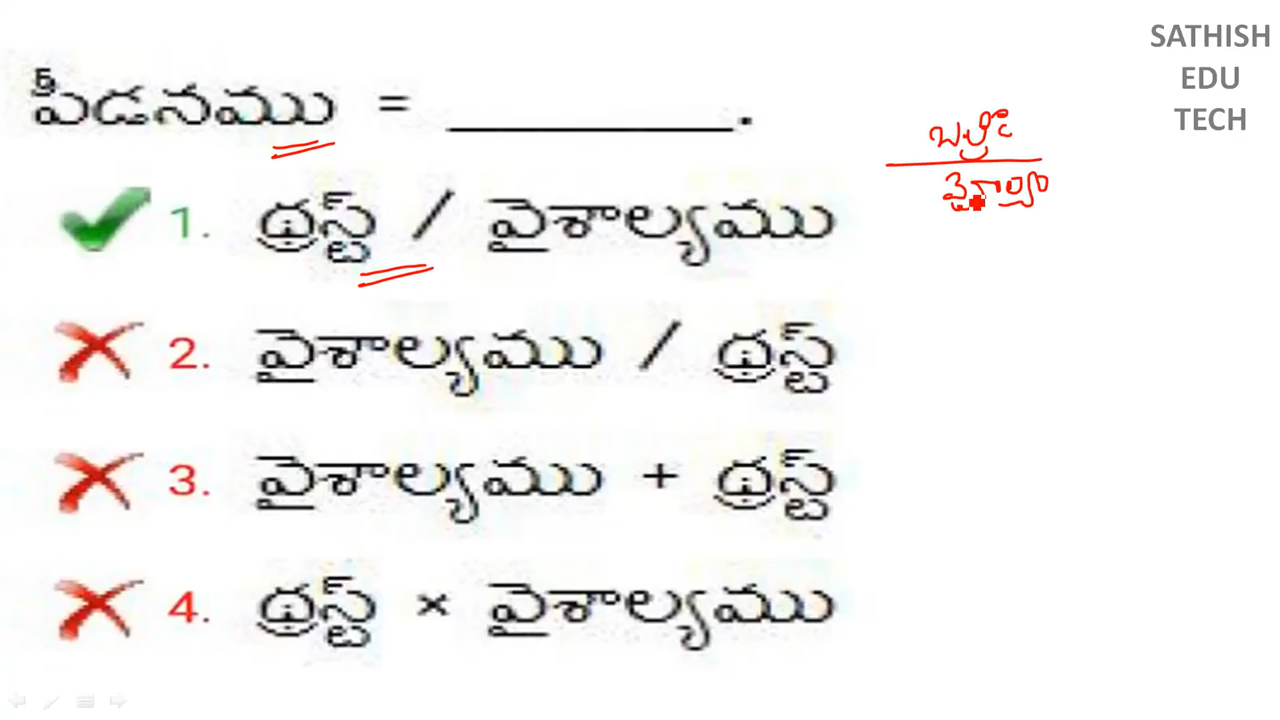 SATHISH
EDU
TECH
పీడనము = ________.
1. థ్రస్ట్ / వైశాల్యము
2. వైశాల్యము / థ్రస్ట్
3. వైశాల్యము + థ్రస్ట్
4. థ్రస్ట్ × వైశాల్యము